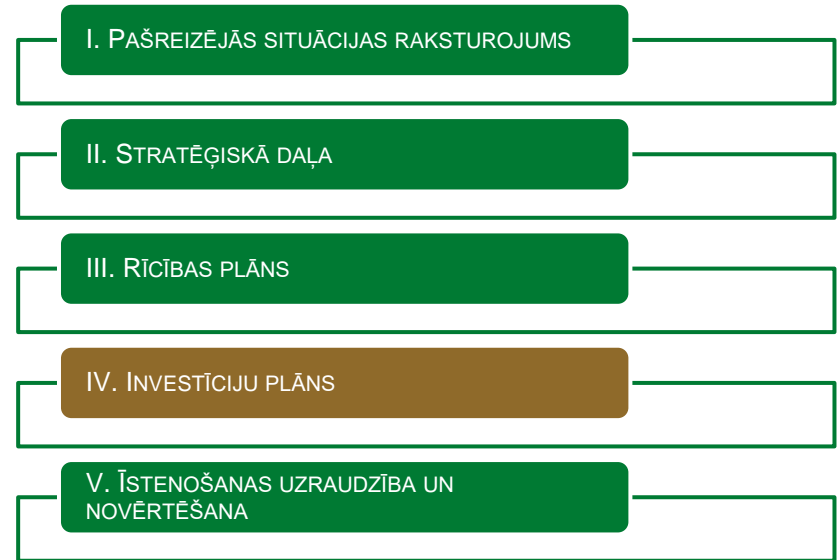 I. PAŠREIZĒJĀS SITUĀCIJAS RAKSTUROJUMS
II. STRATĒĢISKĀ DAĻA
III. RĪCĪBAS PLĀNS
IV. INVESTĪCIJU PLĀNS
V. ĪSTENOŠANAS UZRAUDZĪBA UN
NOVĒRTĒŠANA